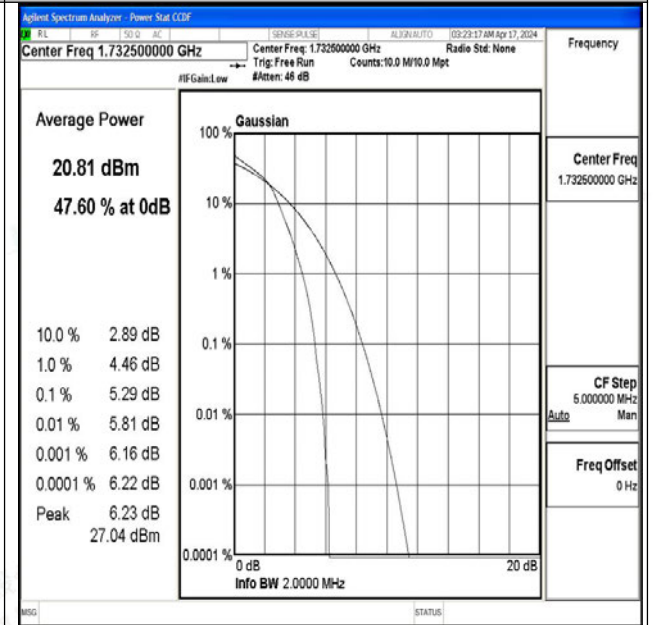 Agilent Spectrum Analyzer - Power Stat CCDF
RL RF 50 Ω AC SENSE:PULSE ALIGN AUTO 03:23:17 AM Apr 17, 2024
Center Freq 1.732500000 GHz
Center Freq: 1.732500000 GHz Radio Std: None
Trig: Free Run Counts:10.0 M/10.0 Mpt
#IFGain:Low #Atten: 46 dB
Frequency
Average Power
20.81 dBm
47.60 % at 0dB
10.0 % 2.89 dB
1.0 % 4.46 dB
0.1 % 5.29 dB
0.01 % 5.81 dB
0.001 % 6.16 dB
0.0001 % 6.22 dB
Peak 6.23 dB
27.04 dBm
Gaussian
100 %
10 %
1 %
0.1 %
0.01 %
0.001 %
0.0001 %
0 dB 20 dB
Info BW 2.0000 MHz
Center Freq
1.732500000 GHz
CF Step
5.000000 MHz
Auto Man
Freq Offset
0 Hz
MSG STATUS